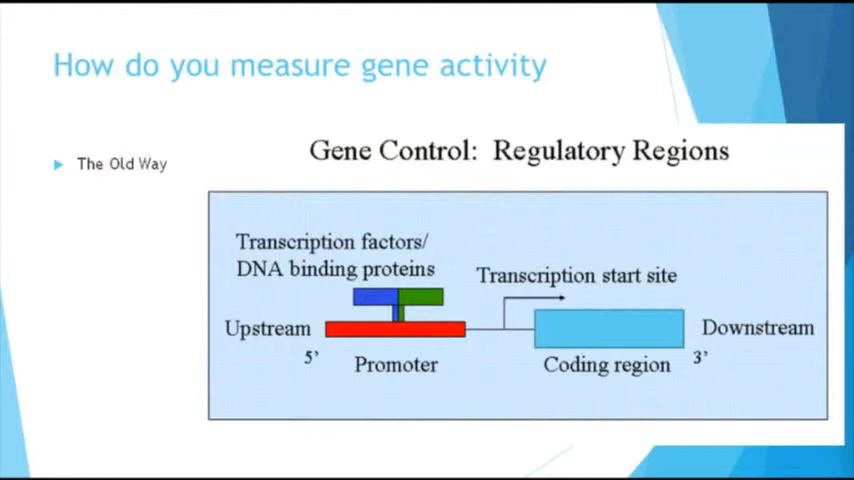 How do you measure gene activity
The Old Way
Gene Control: Regulatory Regions
Transcription factors/
DNA binding proteins
Transcription start site
Upstream
Downstream
5’
Promoter
Coding region
3’